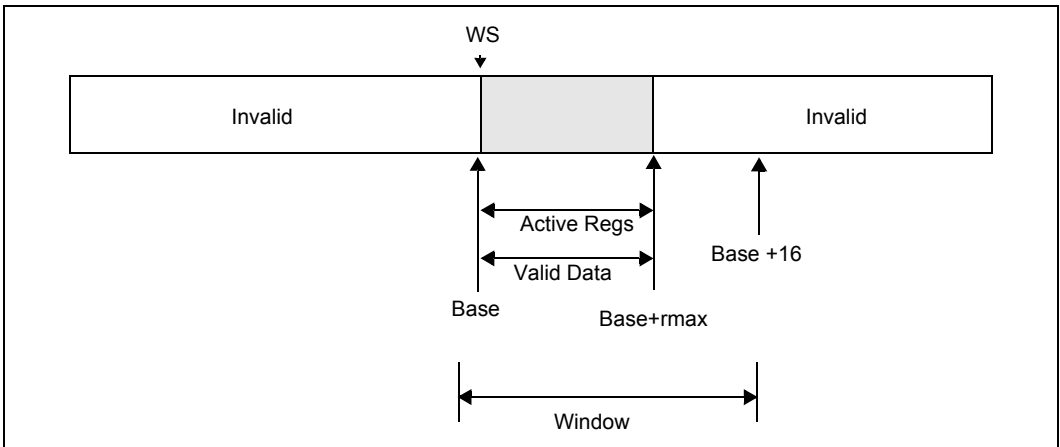 WS
Invalid
Invalid
Active Regs
Base +16
Valid Data
Base
Base+rmax
Window